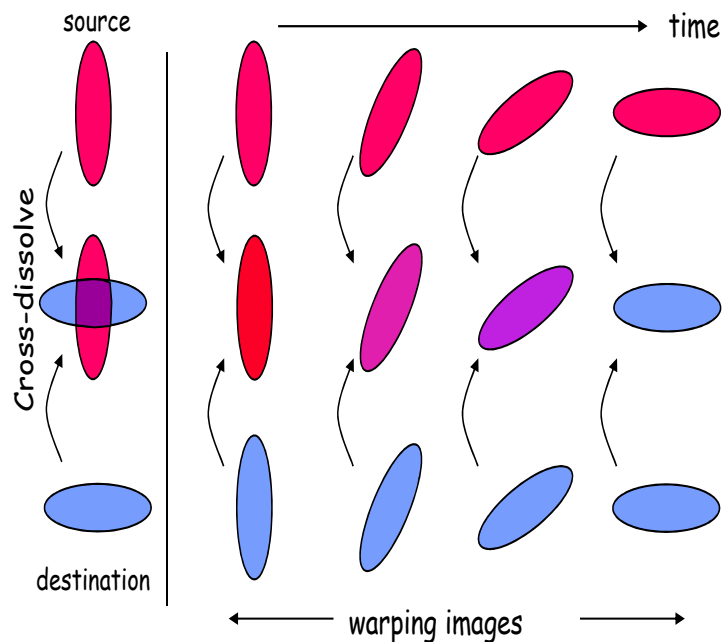 source
time
Cross-dissolve
destination
warping images